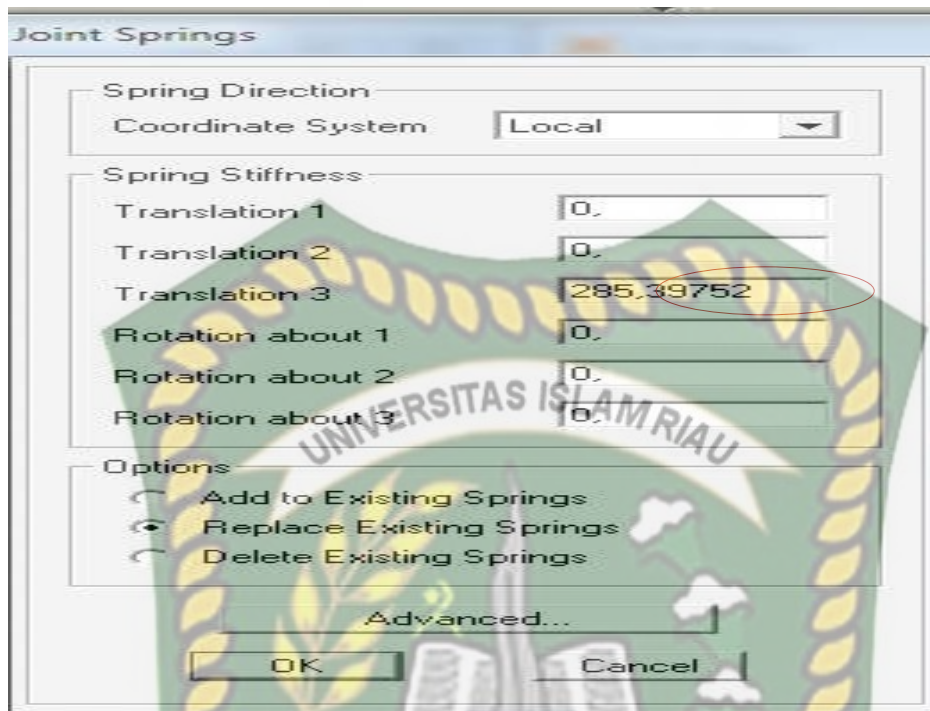 Joint Springs
Spring Direction
Coordinate System Local
Spring Stiffness
Translation 1 0,
Translation 2 0,
Translation 3 285,39752
Rotation about 1 0,
Rotation about 2 0,
Rotation about 3 0,
UNIVERSITAS ISLAM RIAU
Options
Add to Existing Springs
Replace Existing Springs
Delete Existing Springs
Advanced...
OK Cancel